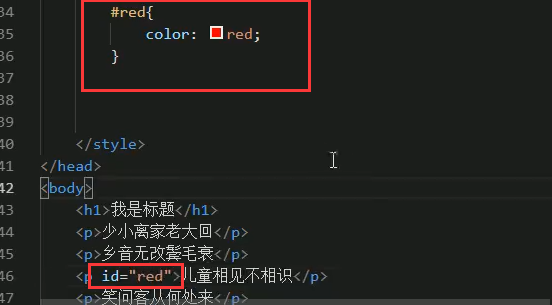 34 #red{
35 color: red;
36 }
37
38
39
40 </style>
41 </head>
42 <body>
43 <h1>我是标题</h1>
44 <p>少小离家老大回</p>
45 <p>乡音无改鬓毛衰</p>
46 <p id="red">儿童相见不相识</p>
47 <p>笑问客从何处来</p>